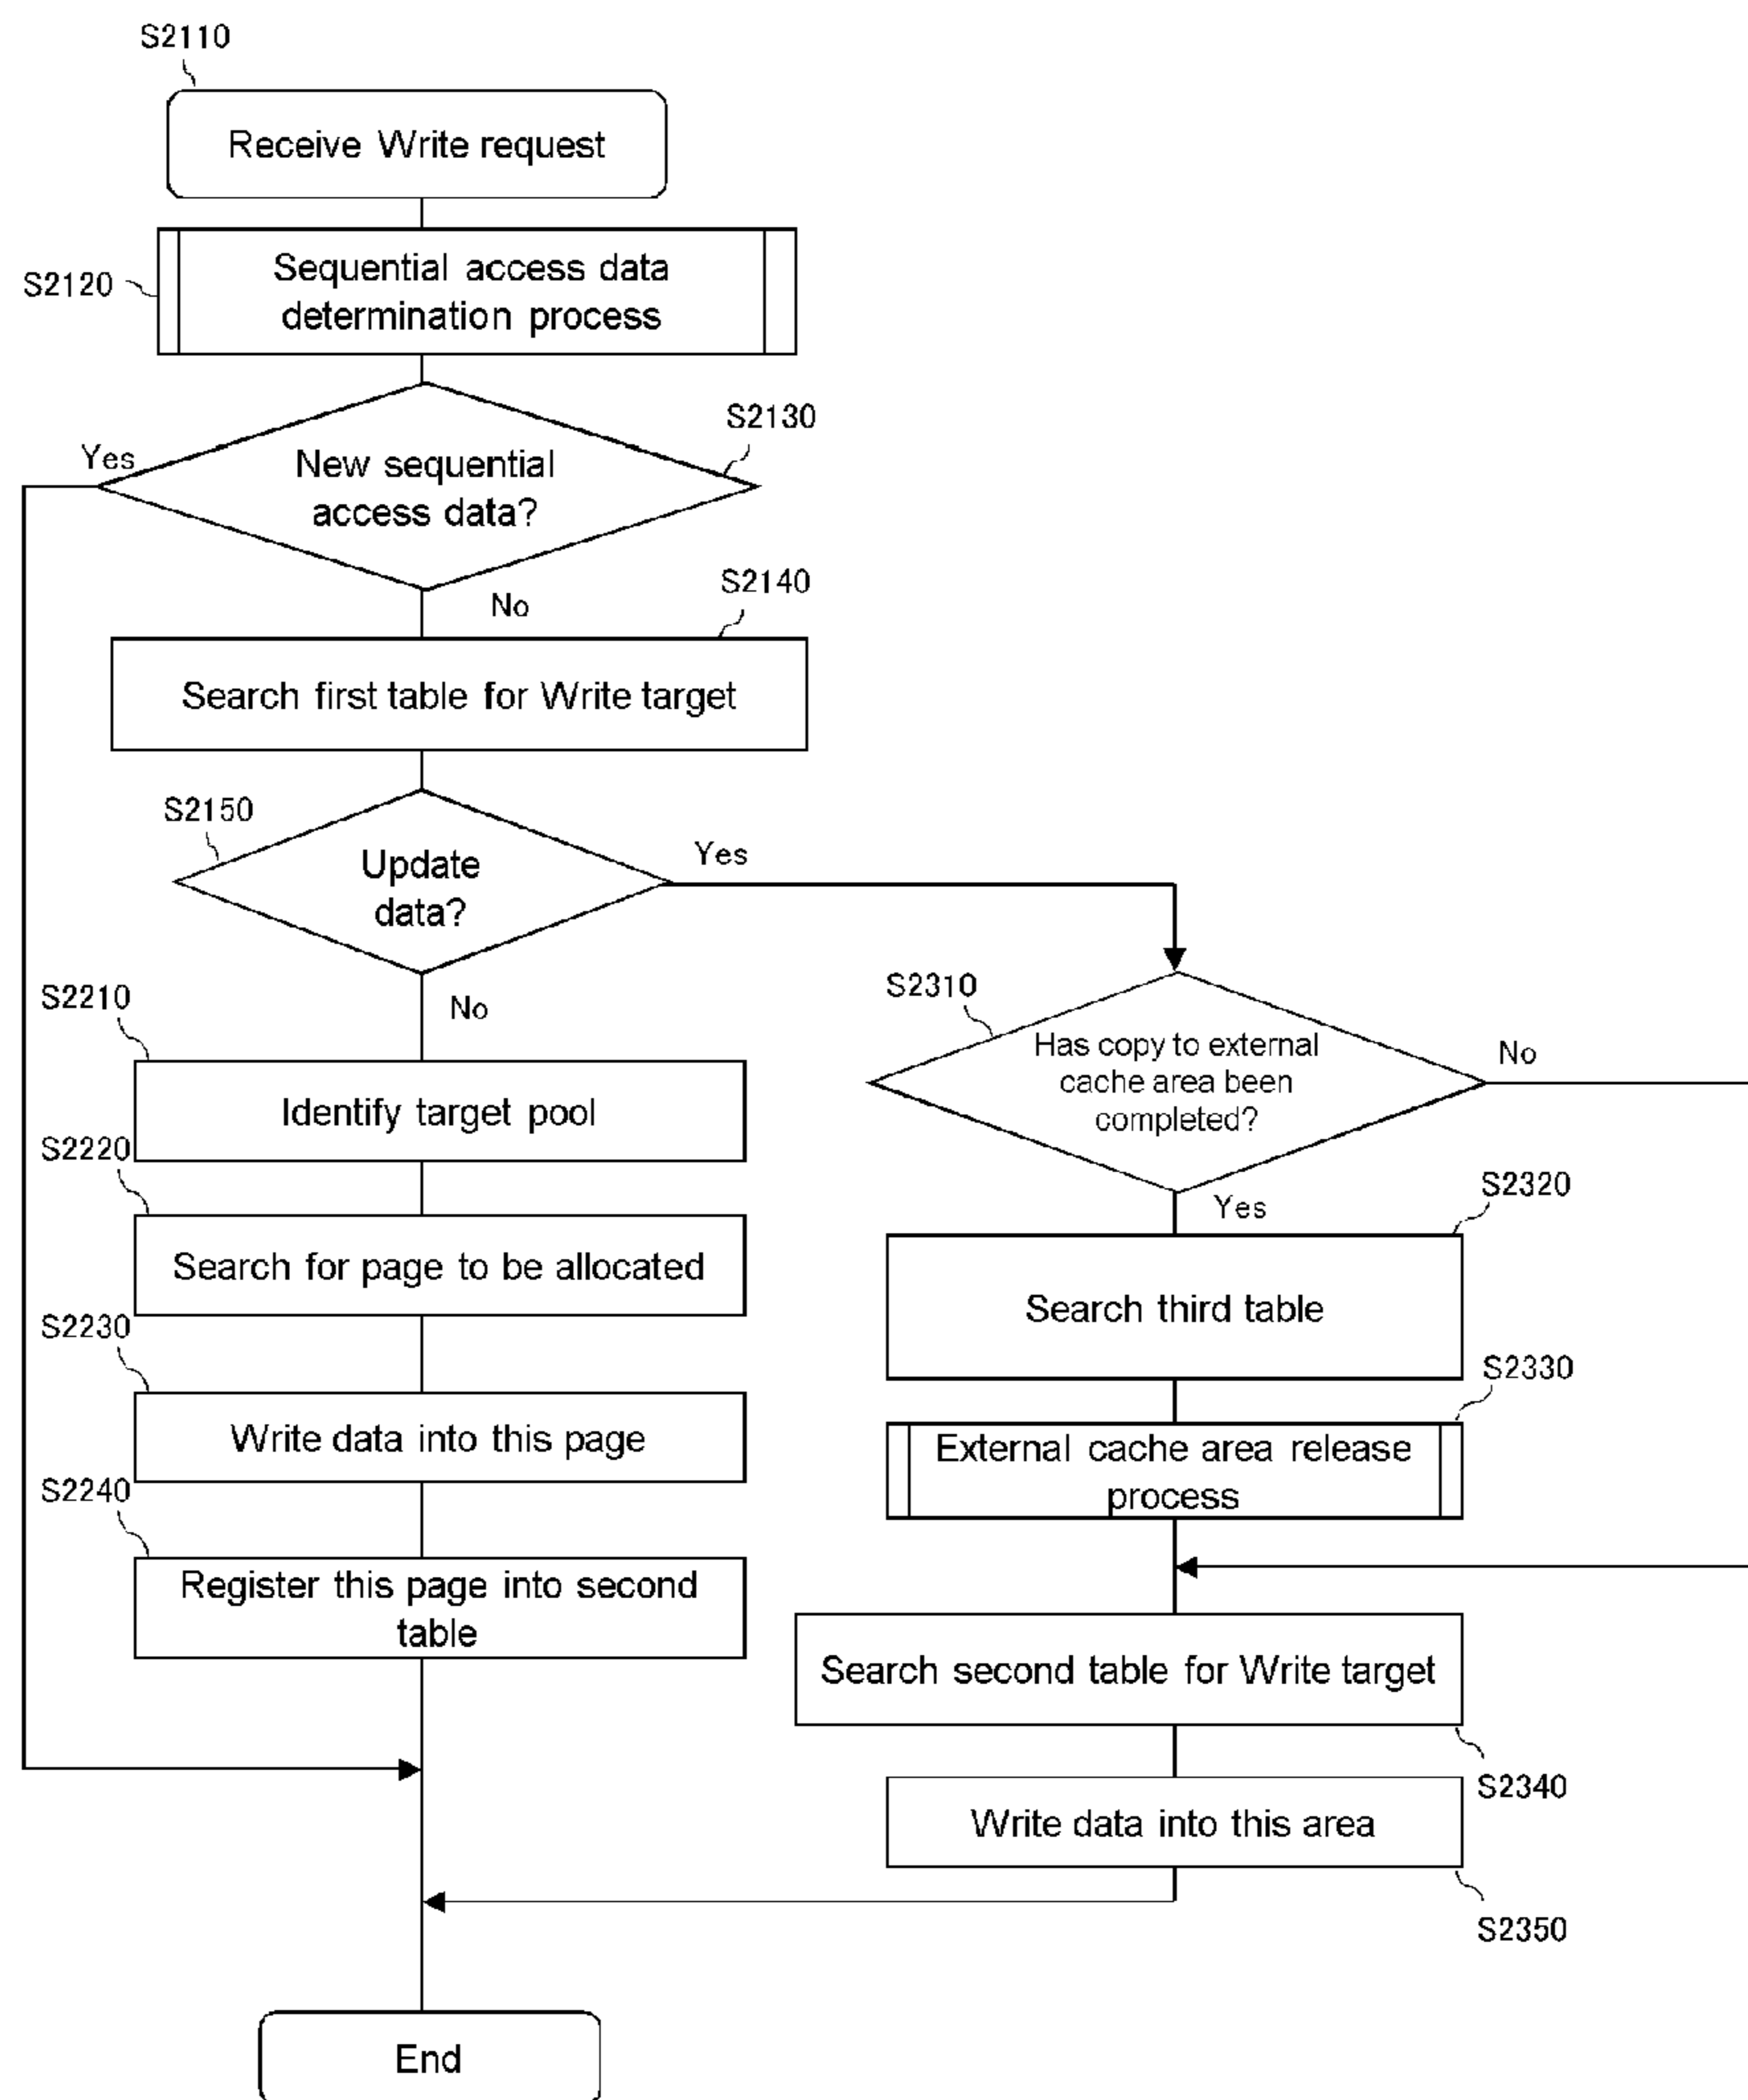 S2110
Receive Write request
S2120
Sequential access data
determination process
S2130
Yes
New sequential
access data?
No
S2140
Search first table for Write target
S2150
Update
data?
Yes
No
S2210
Identify target pool
S2220
Search for page to be allocated
S2230
Write data into this page
S2240
Register this page into second
table
S2310
Has copy to external
cache area been
completed?
No
Yes
S2320
Search third table
S2330
External cache area release
process
Search second table for Write target
S2340
Write data into this area
S2350
End